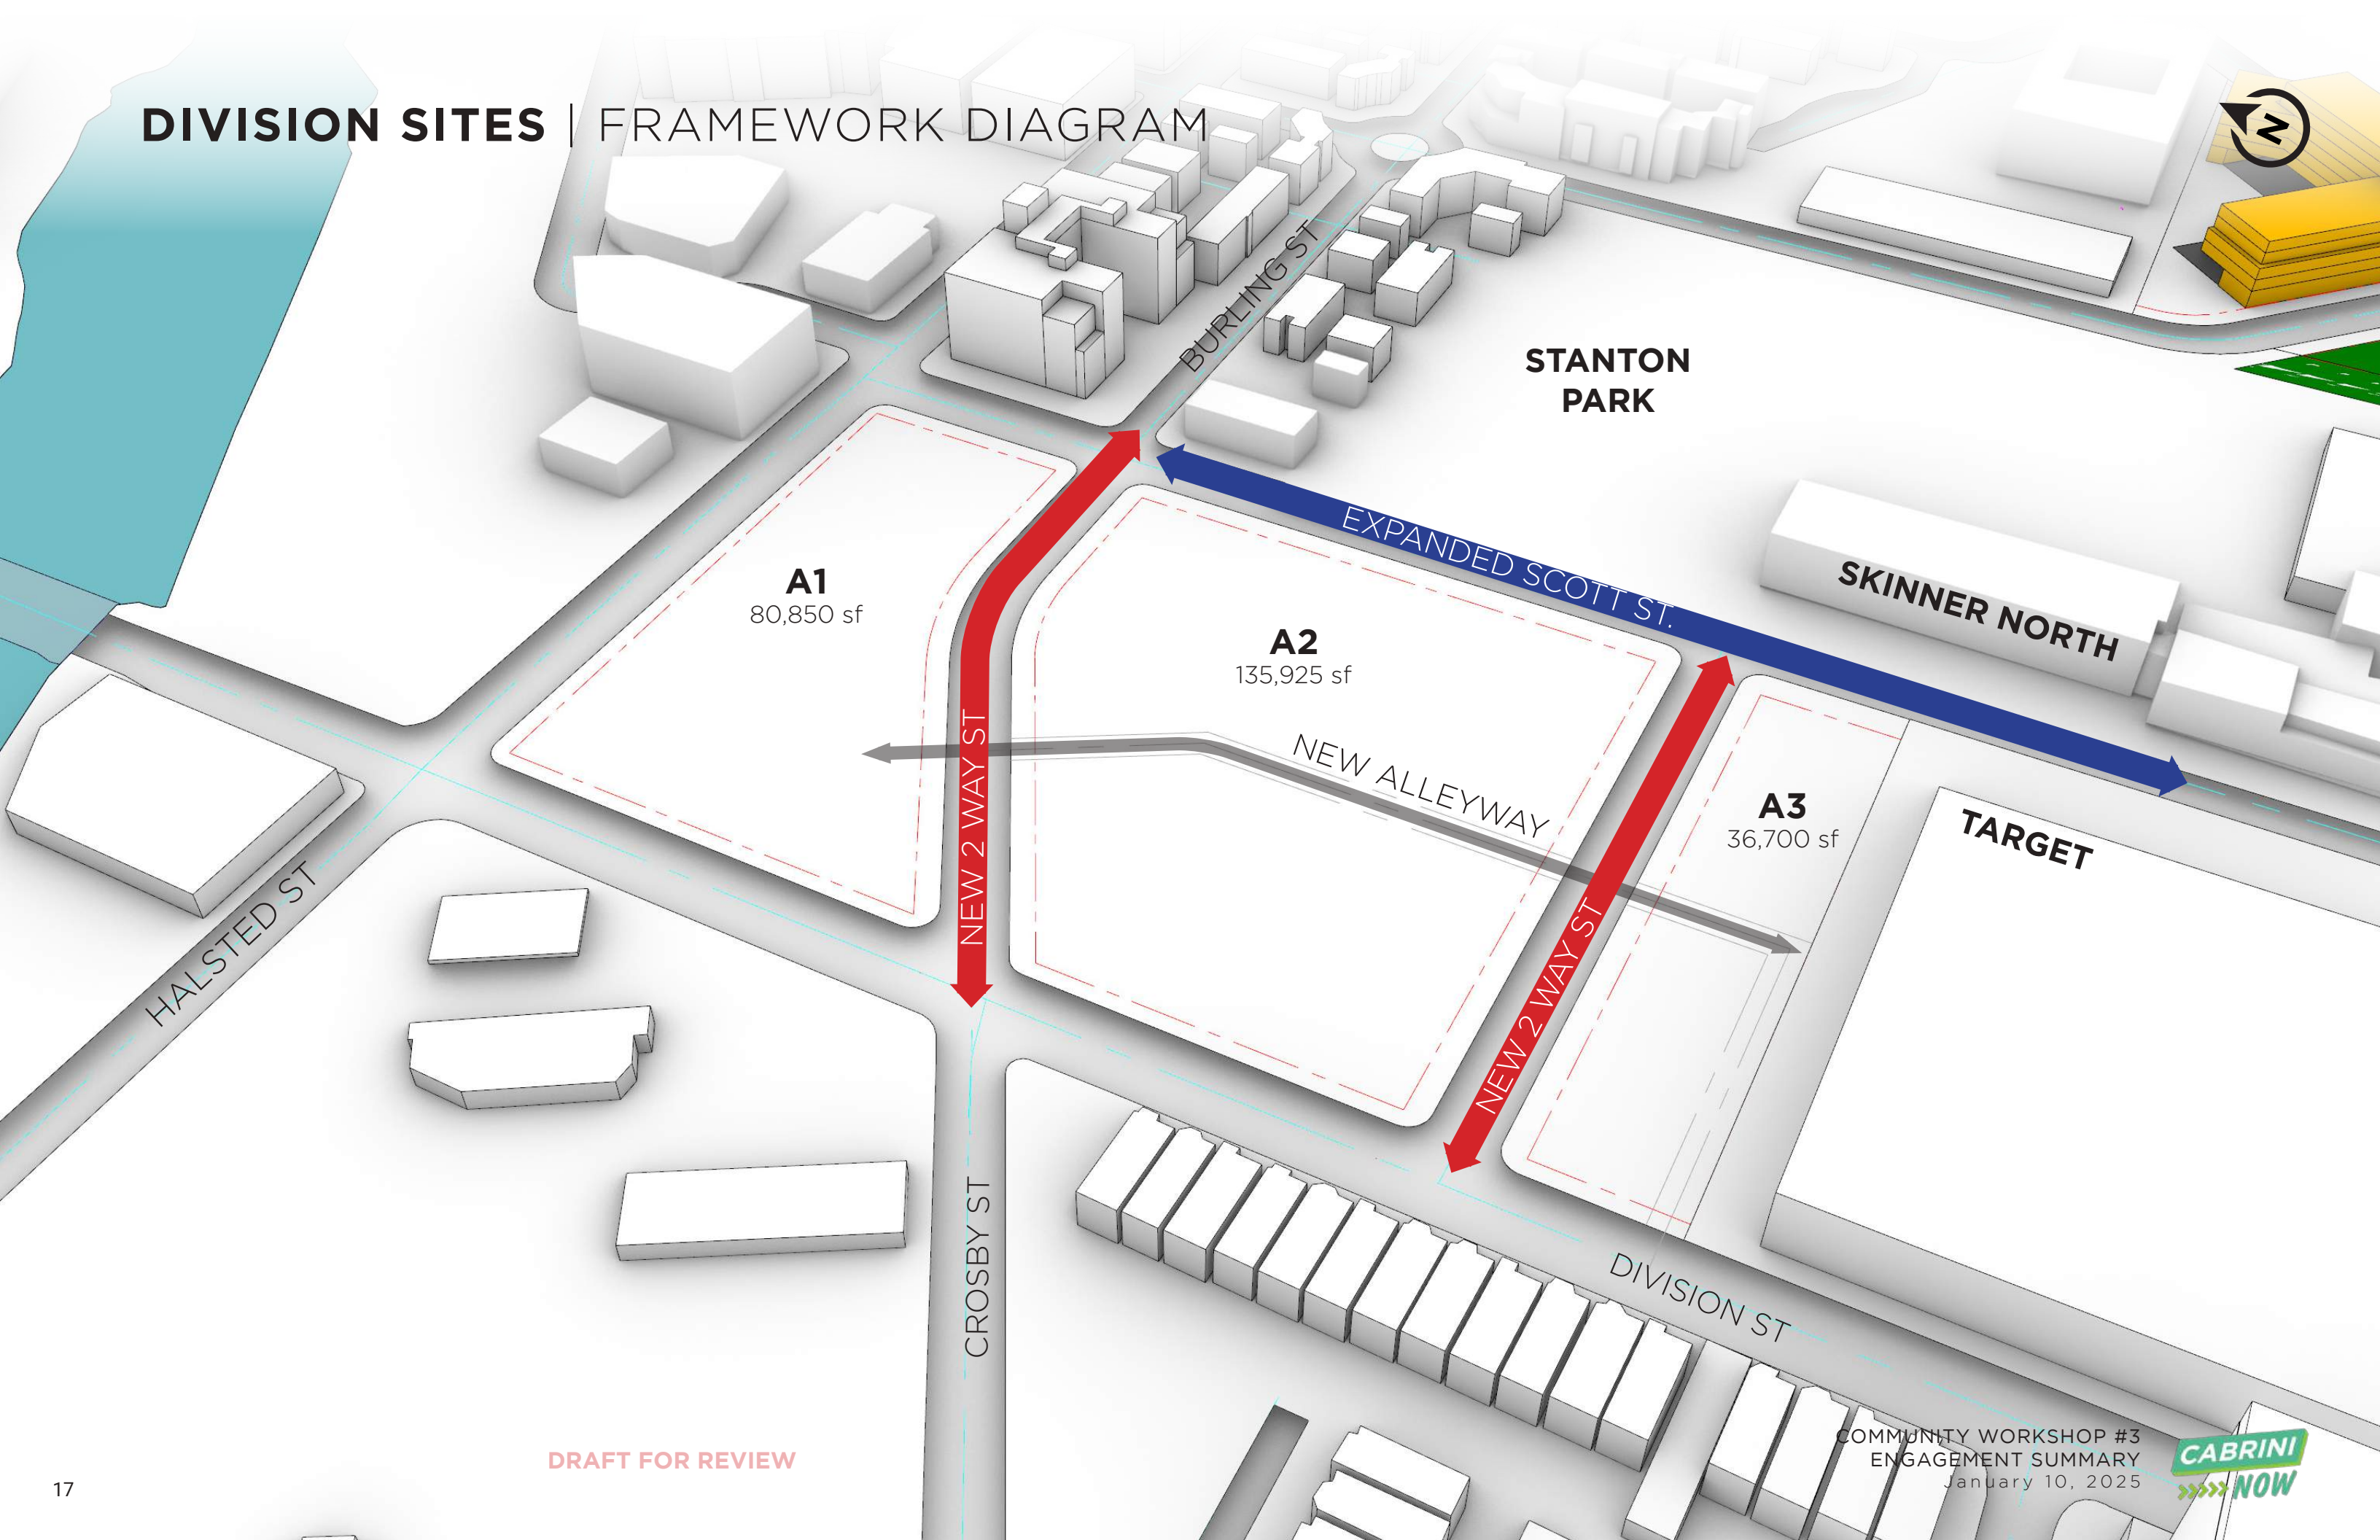 DIVISION SITES | FRAMEWORK DIAGRAM
N
BURLING ST
STANTON
PARK
EXPANDED SCOTT ST.
SKINNER NORTH
A1
80,850 sf
A2
135,925 sf
NEW ALLEYWAY
NEW 2 WAY ST
A3
36,700 sf
TARGET
NEW 2 WAY ST
HALSTED ST
CROSBY ST
DIVISION ST
DRAFT FOR REVIEW
COMMUNITY WORKSHOP #3
ENGAGEMENT SUMMARY
January 10, 2025
CABRINI
>>>>> NOW
17